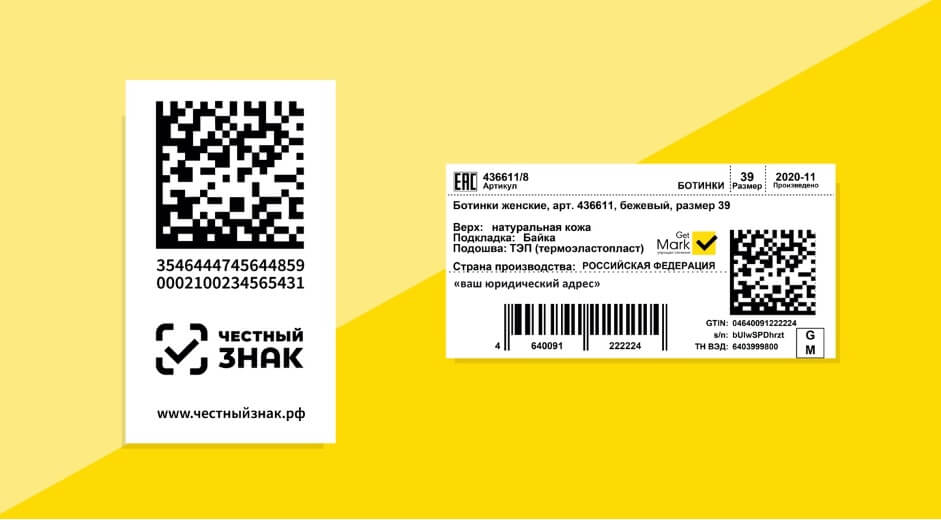 3546444745644859
0002100234565431
ЧЕСТНЫЙ
ЗНАК
www.честныйзнак.рф
EAC 436611/8
Артикул
БОТИНКИ
39
Размер
2020-11
Произведено
Ботинки женские, арт. 436611, бежевый, размер 39
Верх: натуральная кожа
Подкладка: Байка
Подошва: ТЭП (термоэластопласт)
Get
Mark
Страна производства: РОССИЙСКАЯ ФЕДЕРАЦИЯ
«ваш юридический адрес»
4 640091 222224
GTIN: 04640091222224
s/n: bUlwSPDhrzt
ТН ВЭД: 6403999800
G
M